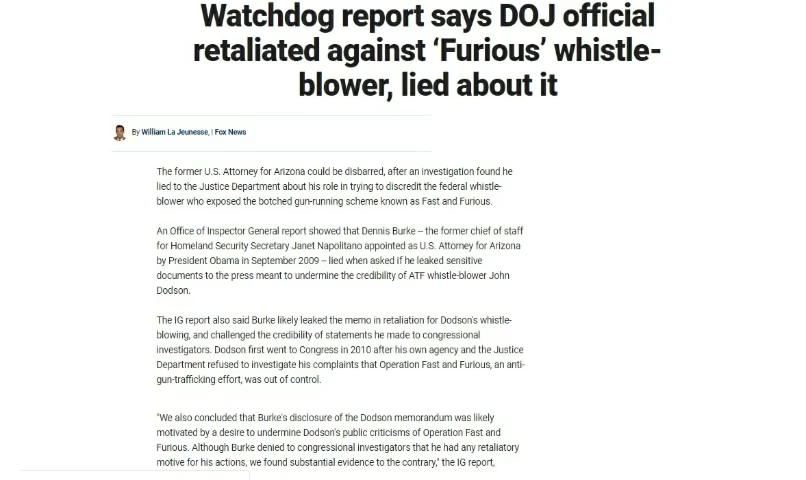 Watchdog report says DOJ official
retaliated against ‘Furious’ whistle-
blower, lied about it
By William La Jeunesse, | Fox News
The former U.S. Attorney for Arizona could be disbarred, after an investigation found he
lied to the Justice Department about his role in trying to discredit the federal whistle-
blower who exposed the botched gun-running scheme known as Fast and Furious.
An Office of Inspector General report showed that Dennis Burke – the former chief of staff
for Homeland Security Secretary Janet Napolitano appointed as U.S. Attorney for Arizona
by President Obama in September 2009 – lied when asked if he leaked sensitive
documents to the press meant to undermine the credibility of ATF whistle-blower John
Dodson.
The IG report also said Burke likely leaked the memo in retaliation for Dodson's whistle-
blowing, and challenged the credibility of statements he made to congressional
investigators. Dodson first went to Congress in 2010 after his own agency and the Justice
Department refused to investigate his complaints that Operation Fast and Furious, an anti-
gun-trafficking effort, was out of control.
"We also concluded that Burke's disclosure of the Dodson memorandum was likely
motivated by a desire to undermine Dodson's public criticisms of Operation Fast and
Furious. Although Burke denied to congressional investigators that he had any retaliatory
motive for his actions, we found substantial evidence to the contrary," the IG report,